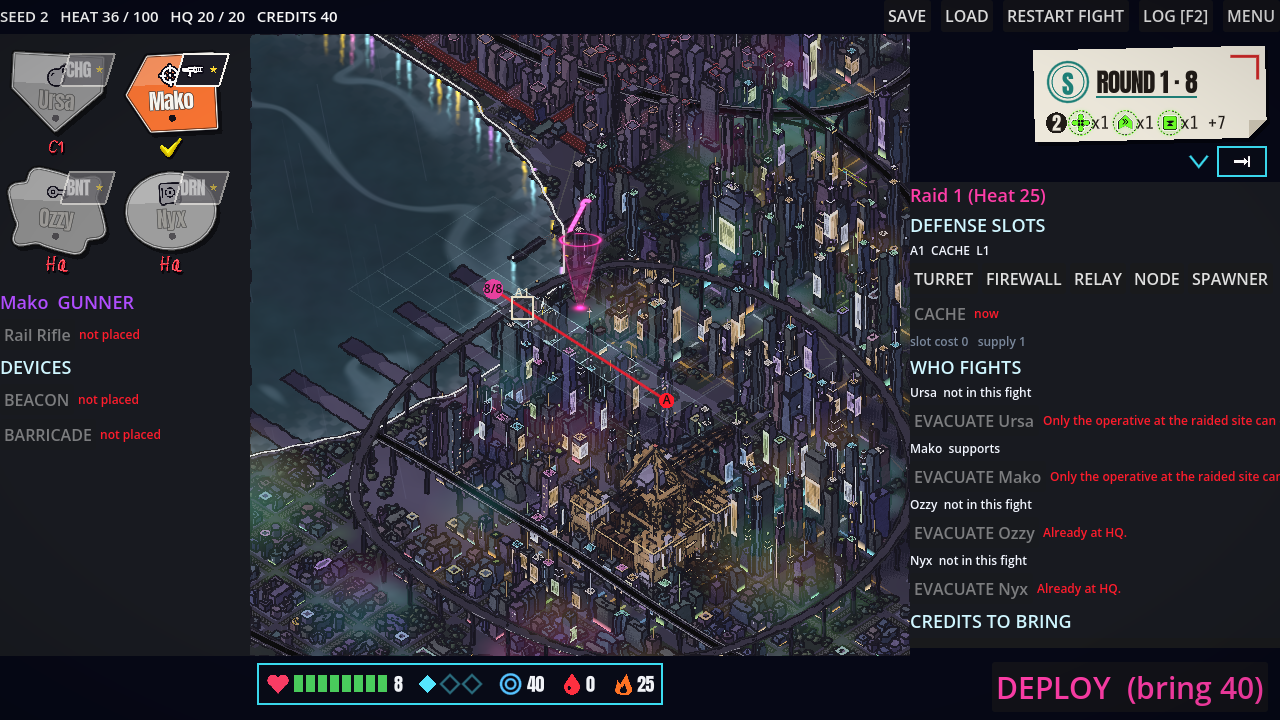 SEED 2 HEAT 36 / 100 HQ 20 / 20 CREDITS 40
SAVE LOAD RESTART FIGHT LOG [F2] MENU
CHG
Ursa
C1
Mako
BNT
Ozzy
HQ
DRN
Nyx
HQ
Mako GUNNER
Rail Rifle not placed
DEVICES
BEACON not placed
BARRICADE not placed
8/8
A1
A
S ROUND 1 - 8
2 x1 x1 x1 +7
Raid 1 (Heat 25)
DEFENSE SLOTS
A1 CACHE L1
TURRET FIREWALL RELAY NODE SPAWNER
CACHE now
slot cost 0 supply 1
WHO FIGHTS
Ursa not in this fight
EVACUATE Ursa Only the operative at the raided site can
Mako supports
EVACUATE Mako Only the operative at the raided site can
Ozzy not in this fight
EVACUATE Ozzy Already at HQ.
Nyx not in this fight
EVACUATE Nyx Already at HQ.
CREDITS TO BRING
8 40 0 25
DEPLOY (bring 40)